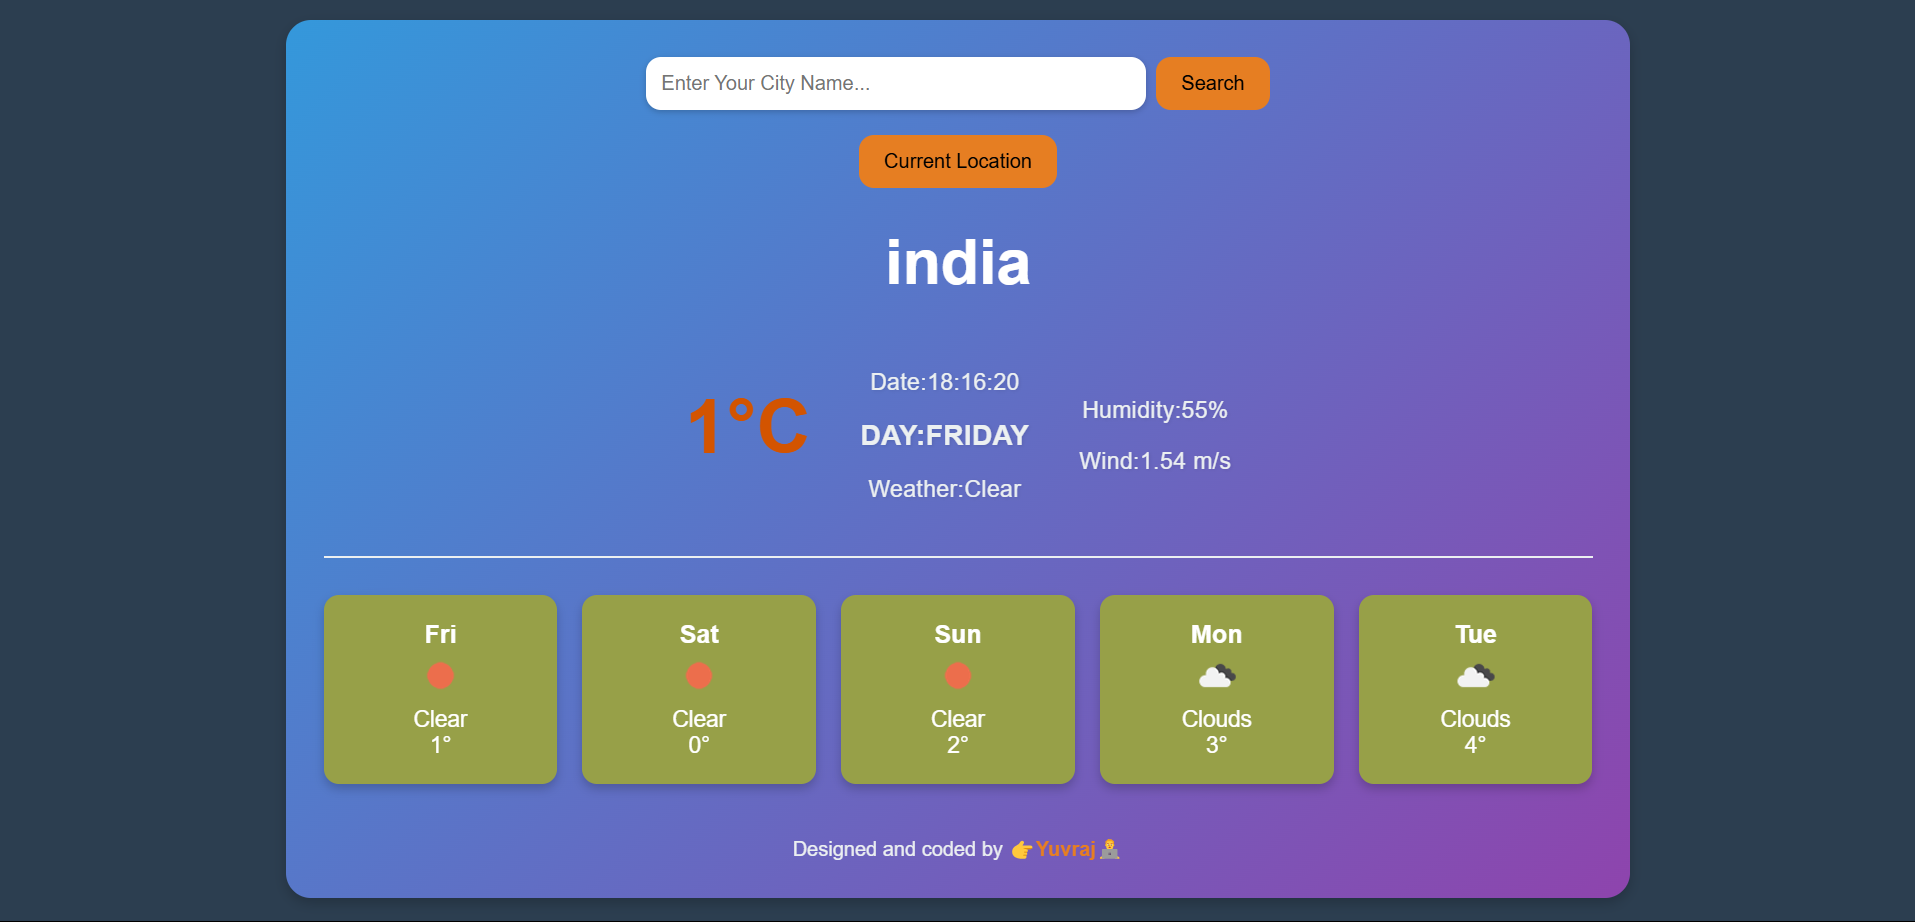 Enter Your City Name...
Search
Current Location
india
1°C
Date:18:16:20
DAY:FRIDAY
Weather:Clear
Humidity:55%
Wind:1.54 m/s
Fri
Clear
1°
Sat
Clear
0°
Sun
Clear
2°
Mon
Clouds
3°
Tue
Clouds
4°
Designed and coded by 👉Yuvraj👨‍💻